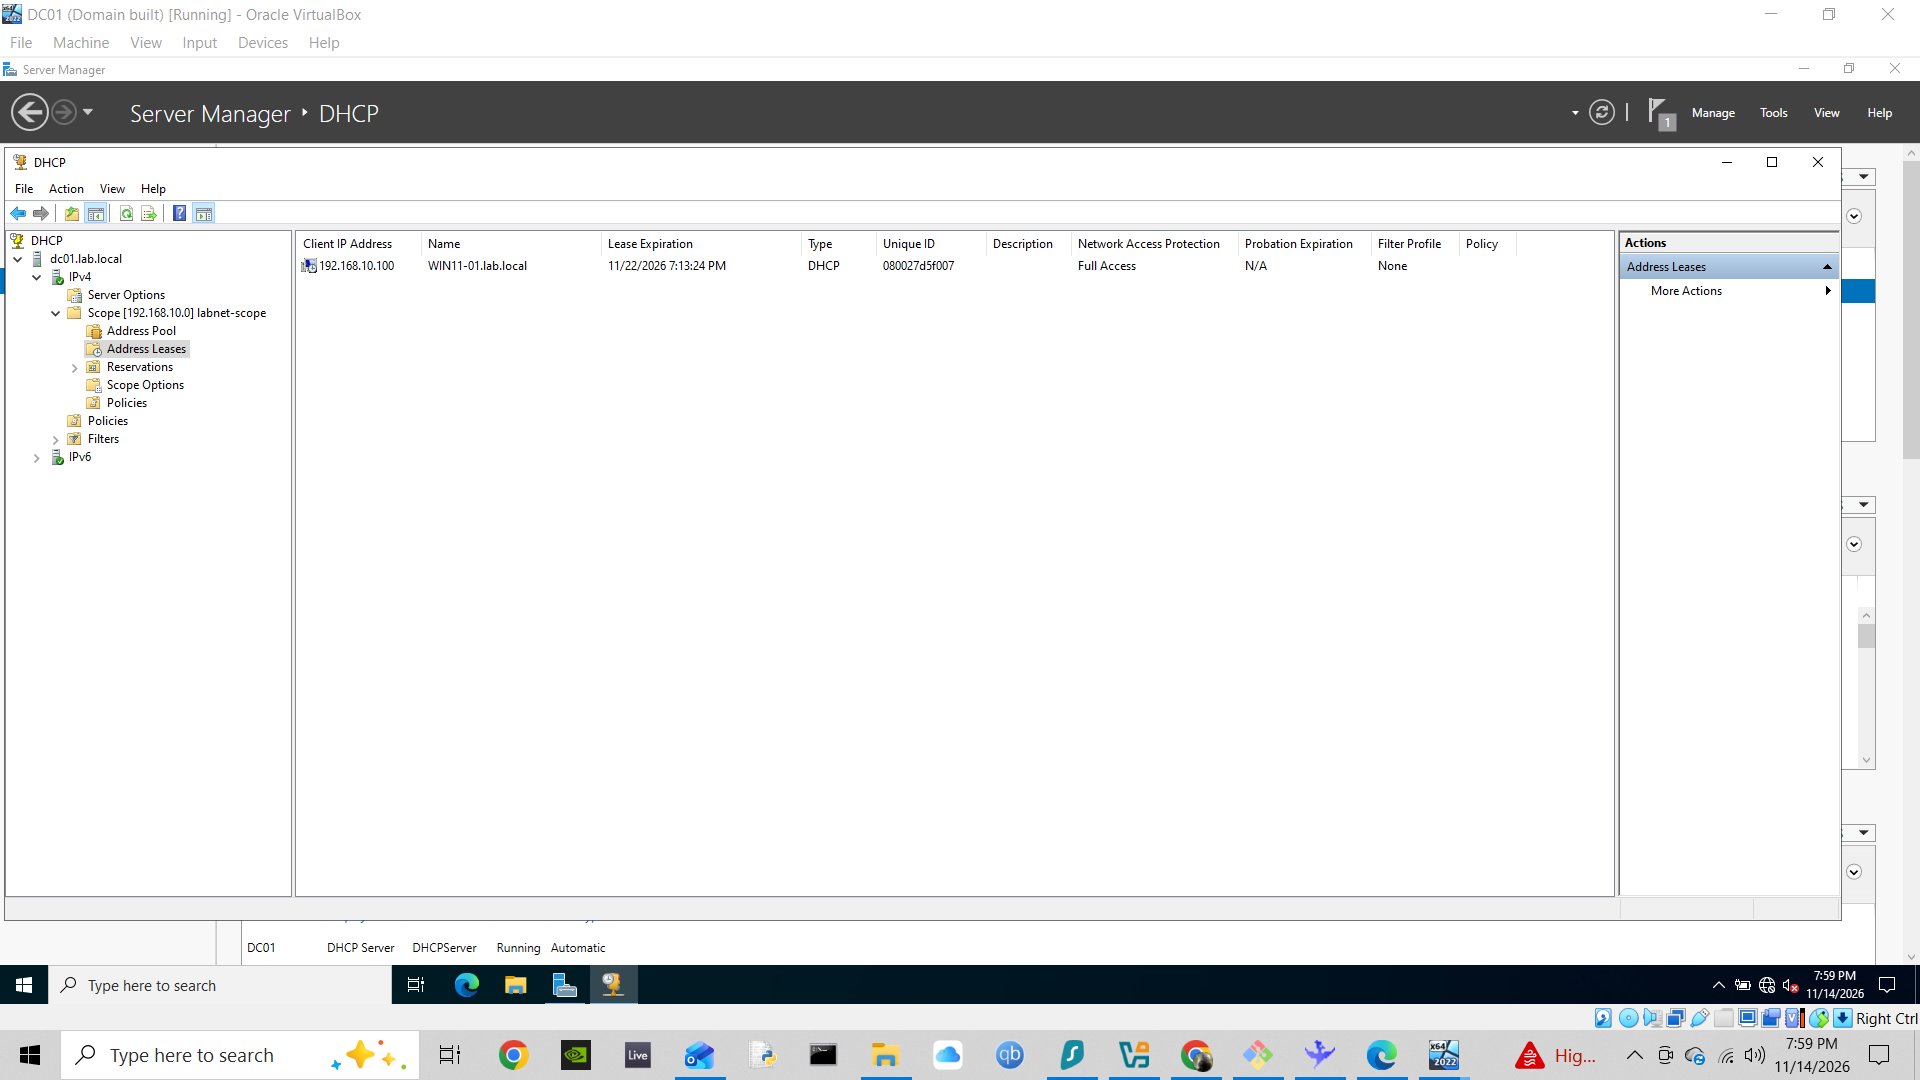 DC01 (Domain built) [Running] - Oracle VirtualBox
File Machine View Input Devices Help
Server Manager
Server Manager DHCP
1 Manage Tools View Help
DHCP
File Action View Help
DHCP
dc01.lab.local
IPv4
Server Options
Scope [192.168.10.0] labnet-scope
Address Pool
Address Leases
Reservations
Scope Options
Policies
Policies
Filters
IPv6
Client IP Address Name Lease Expiration Type Unique ID Description Network Access Protection Probation Expiration Filter Profile Policy
192.168.10.100 WIN11-01.lab.local 11/22/2026 7:13:24 PM DHCP 080027d5f007 Full Access N/A None
Actions
Address Leases
More Actions
DC01 DHCP Server DHCPServer Running Automatic
Type here to search
7:59 PM
11/14/2026
Right Ctrl
Type here to search
Live
qb
x64
2022
Hig...
7:59 PM
11/14/2026